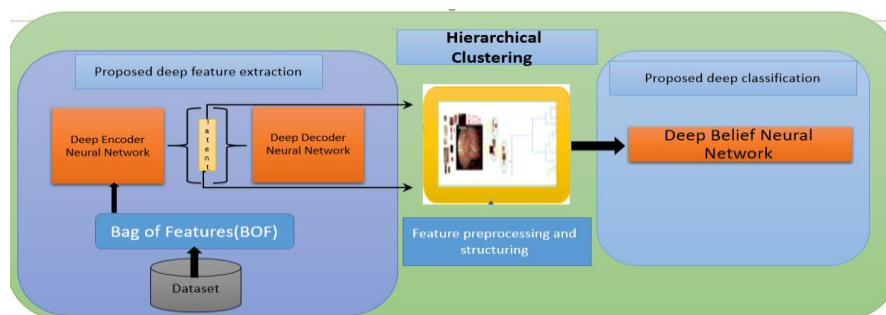 Hierarchical
Clustering
Proposed deep feature extraction
Proposed deep classification
Deep Encoder
Neural Network
latent
Deep Decoder
Neural Network
Deep Belief Neural
Network
Bag of Features(BOF)
Feature preprocessing and
structuring
Dataset